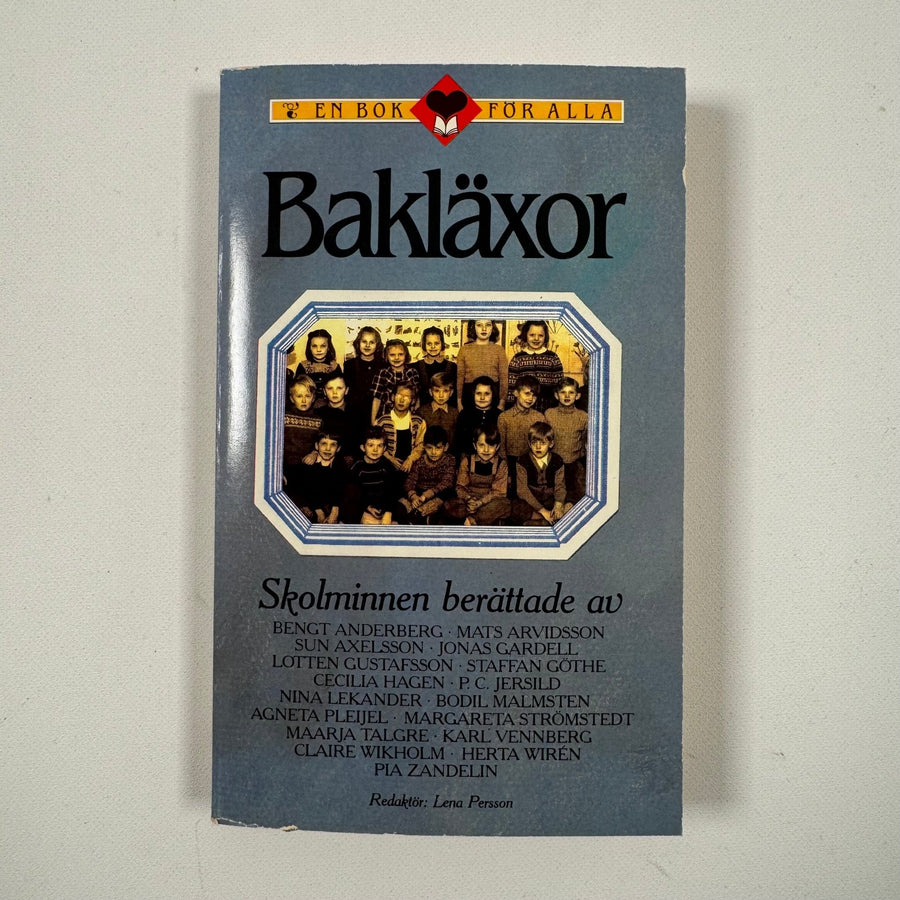 EN BOK FÖR ALLA
Bakläxor
Skolminnen berättade av
BENGT ANDERBERG · MATS ARVIDSSON
SUN AXELSSON · JONAS GARDELL
LOTTEN GUSTAFSSON · STAFFAN GÖTHE
CECILIA HAGEN · P. C. JERSILD
NINA LEKANDER · BODIL MALMSTEN
AGNETA PLEIJEL · MARGARETA STRÖMSTEDT
MAARJA TALGRE · KARL VENNBERG
CLAIRE WIKHOLM · HERTA WIRÉN
PIA ZANDELIN
Redaktör: Lena Persson